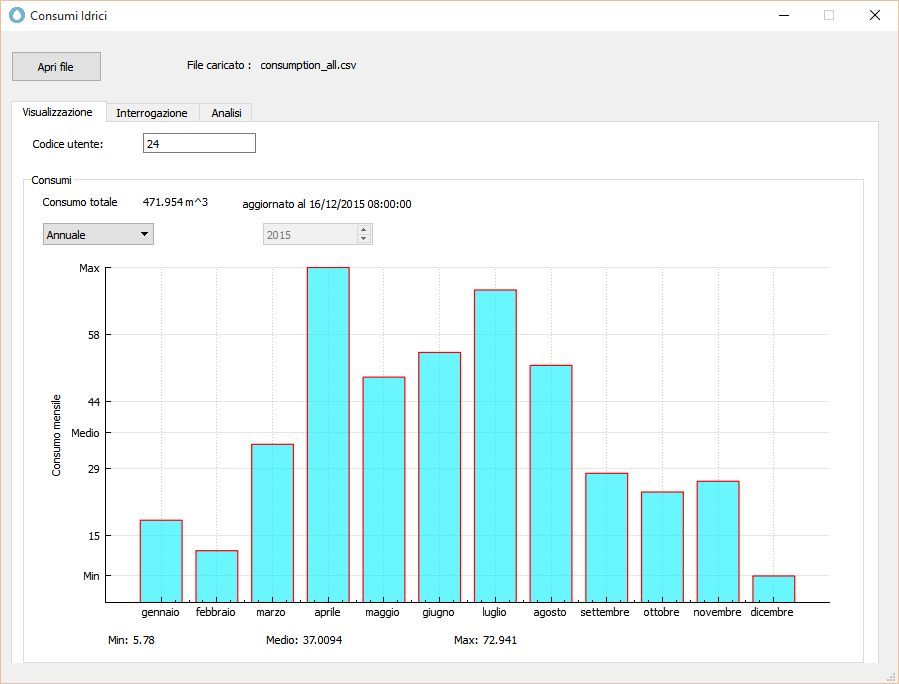 Consumi Idrici
Apri file
File caricato : consumption_all.csv
Visualizzazione
Interrogazione
Analisi
Codice utente:
24
Consumi
Consumo totale
471.954 m^3
aggiornato al 16/12/2015 08:00:00
Annuale
2015
Max
58
44
Medio
29
15
Min
Consumo mensile
gennaio
febbraio
marzo
aprile
maggio
giugno
luglio
agosto
settembre
ottobre
novembre
dicembre
Min: 5.78
Medio: 37.0094
Max: 72.941